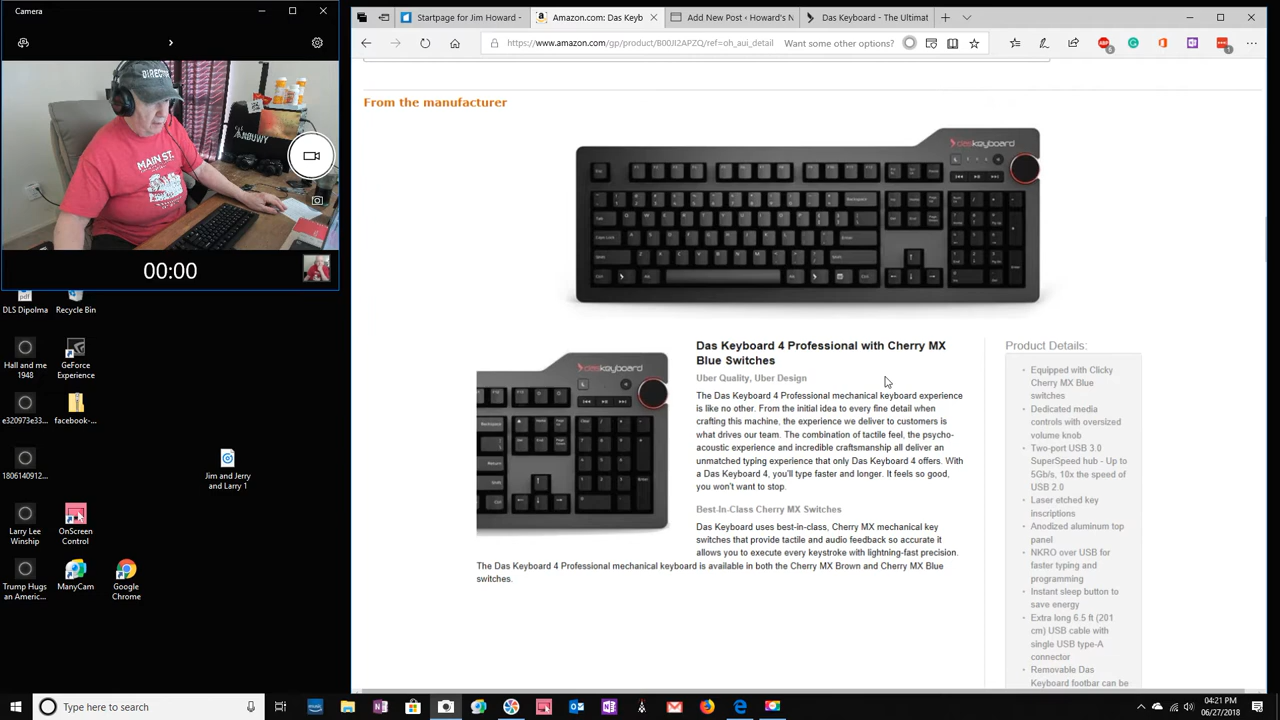 Camera
Startpage for Jim Howard -
Amazon.com: Das Keyb
Add New Post ‹ Howard's N
Das Keyboard - The Ultimat
https://www.amazon.com/gp/product/B00JI2APZQ/ref=oh_aui_detail
Want some other options?
From the manufacturer
DIRECTOR
MAIN ST.
00:00
daskeyboard
DLS Diplolma
Recycle Bin
Hall and me
1948
GeForce
Experience
e320973e33...
facebook-...
1806140912...
Jim and Jerry
and Larry 1
Larry Lee
Winship
OnScreen
Control
Trump Hugs
an Americ...
ManyCam
Google
Chrome
daskeyboard
Das Keyboard 4 Professional with Cherry MX
Blue Switches
Uber Quality, Uber Design
The Das Keyboard 4 Professional mechanical keyboard experience
is like no other. From the initial idea to every fine detail when
crafting this machine, the experience we deliver to customers is
what drives our team. The combination of tactile feel, the psycho-
acoustic experience and incredible craftsmanship all deliver an
unmatched typing experience that only Das Keyboard 4 offers. With
a Das Keyboard 4, you'll type faster and longer. It feels so good,
you won't want to stop.
Best-In-Class Cherry MX Switches
Das Keyboard uses best-in-class, Cherry MX mechanical key
switches that provide tactile and audio feedback so accurate it
allows you to execute every keystroke with lightning-fast precision.
The Das Keyboard 4 Professional mechanical keyboard is available in both the Cherry MX Brown and Cherry MX Blue
switches.
Product Details:
Equipped with Clicky
Cherry MX Blue
switches
Dedicated media
controls with oversized
volume knob
Two-port USB 3.0
SuperSpeed hub - Up to
5Gb/s, 10x the speed of
USB 2.0
Laser etched key
inscriptions
Anodized aluminum top
panel
NKRO over USB for
faster typing and
programming
Instant sleep button to
save energy
Extra long 6.5 ft (201
cm) USB cable with
single USB type-A
connector
Removable Das
Keyboard footbar can be
Type here to search
04:21 PM
06/27/2018